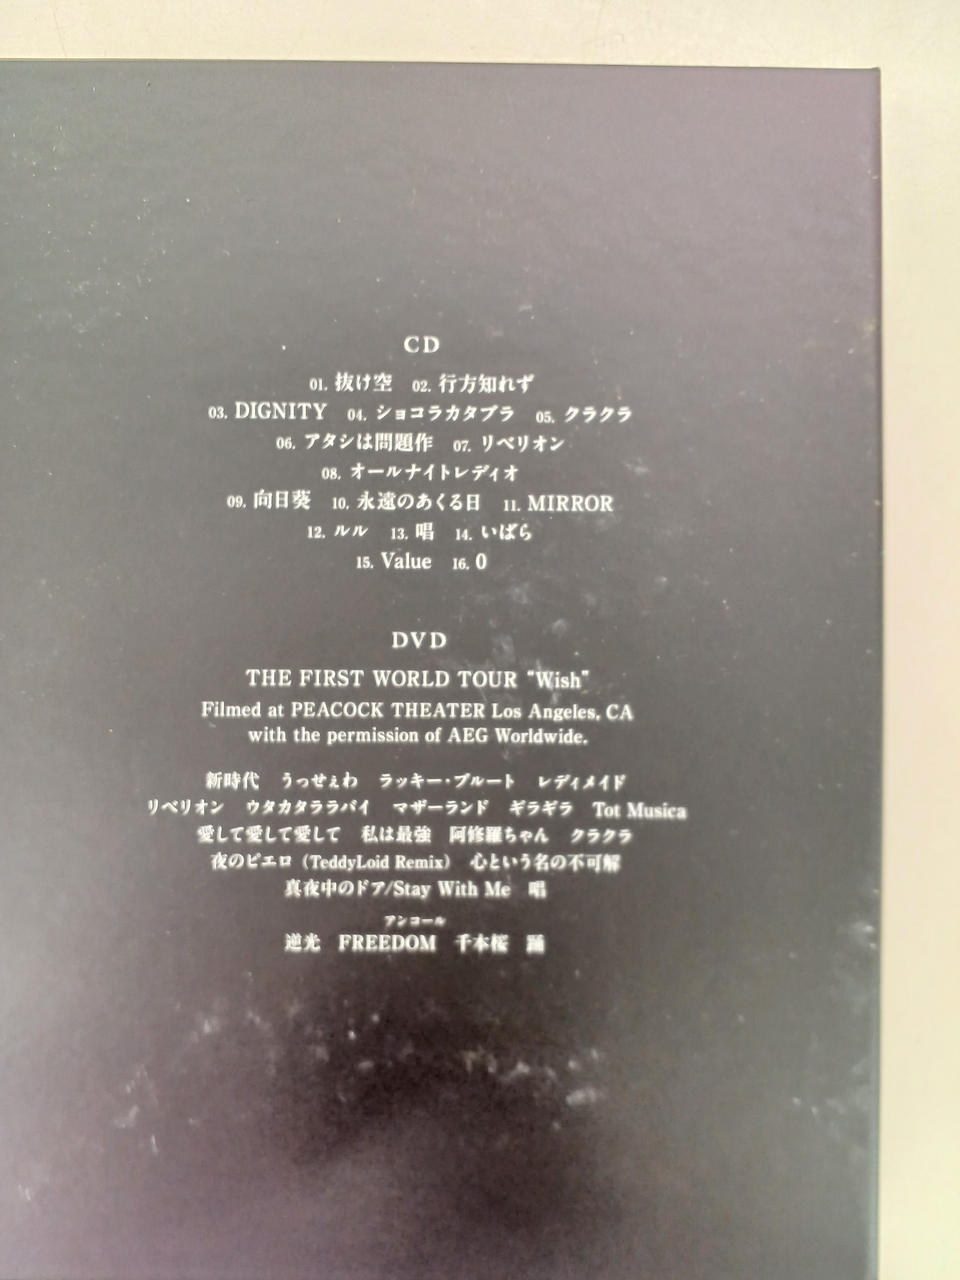 CD
01. 抜け空 02. 行方知れず
03. DIGNITY 04. ショコラカタブラ 05. クラクラ
06. アタシは問題作 07. リベリオン
08. オールナイトレディオ
09. 向日葵 10. 永遠のあくる日 11. MIRROR
12. ルル 13. 唱 14. いばら
15. Value 16. 0
DVD
THE FIRST WORLD TOUR "Wish"
Filmed at PEACOCK THEATER Los Angeles, CA
with the permission of AEG Worldwide.
新時代 うっせぇわ ラッキー・ブルート レディメイド
リベリオン ウタカタララバイ マザーランド ギラギラ Tot Musica
愛して愛して愛して 私は最強 阿修羅ちゃん クラクラ
夜のピエロ (TeddyLoid Remix) 心という名の不可解
真夜中のドア/Stay With Me 唱
アンコール
逆光 FREEDOM 千本桜 踊